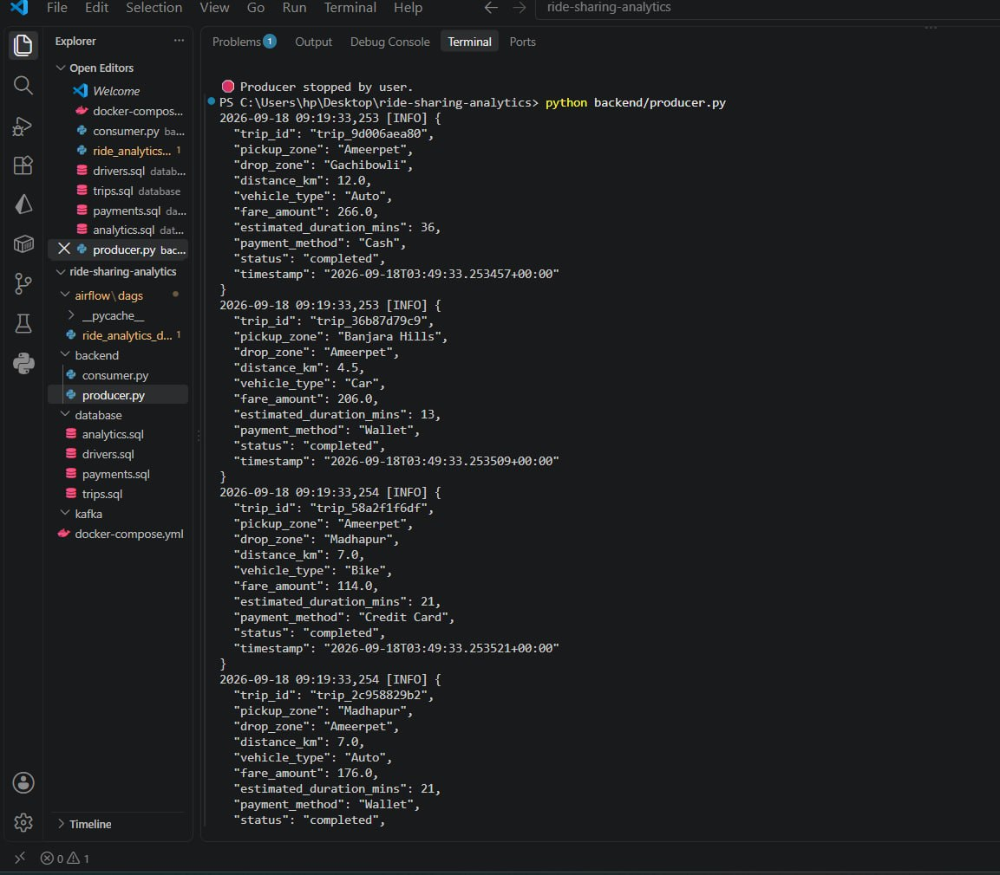 File Edit Selection View Go Run Terminal Help ride-sharing-analytics
Explorer
Open Editors
Welcome
docker-compos...
consumer.py ba...
ride_analytics... 1
drivers.sql datab...
trips.sql database
payments.sql da...
analytics.sql dat...
producer.py bac...
ride-sharing-analytics
airflow\dags
__pycache__
ride_analytics_d... 1
backend
consumer.py
producer.py
database
analytics.sql
drivers.sql
payments.sql
trips.sql
kafka
docker-compose.yml
Timeline
Problems 1 Output Debug Console Terminal Ports
Producer stopped by user.
PS C:\Users\hp\Desktop\ride-sharing-analytics> python backend/producer.py
2026-09-18 09:19:33,253 [INFO] {
"trip_id": "trip_9d006aea80",
"pickup_zone": "Ameerpet",
"drop_zone": "Gachibowli",
"distance_km": 12.0,
"vehicle_type": "Auto",
"fare_amount": 266.0,
"estimated_duration_mins": 36,
"payment_method": "Cash",
"status": "completed",
"timestamp": "2026-09-18T03:49:33.253457+00:00"
}
2026-09-18 09:19:33,253 [INFO] {
"trip_id": "trip_36b87d79c9",
"pickup_zone": "Banjara Hills",
"drop_zone": "Ameerpet",
"distance_km": 4.5,
"vehicle_type": "Car",
"fare_amount": 206.0,
"estimated_duration_mins": 13,
"payment_method": "Wallet",
"status": "completed",
"timestamp": "2026-09-18T03:49:33.253509+00:00"
}
2026-09-18 09:19:33,254 [INFO] {
"trip_id": "trip_58a2f1f6df",
"pickup_zone": "Ameerpet",
"drop_zone": "Madhapur",
"distance_km": 7.0,
"vehicle_type": "Bike",
"fare_amount": 114.0,
"estimated_duration_mins": 21,
"payment_method": "Credit Card",
"status": "completed",
"timestamp": "2026-09-18T03:49:33.253521+00:00"
}
2026-09-18 09:19:33,254 [INFO] {
"trip_id": "trip_2c958829b2",
"pickup_zone": "Madhapur",
"drop_zone": "Ameerpet",
"distance_km": 7.0,
"vehicle_type": "Auto",
"fare_amount": 176.0,
"estimated_duration_mins": 21,
"payment_method": "Wallet",
"status": "completed",
0 1